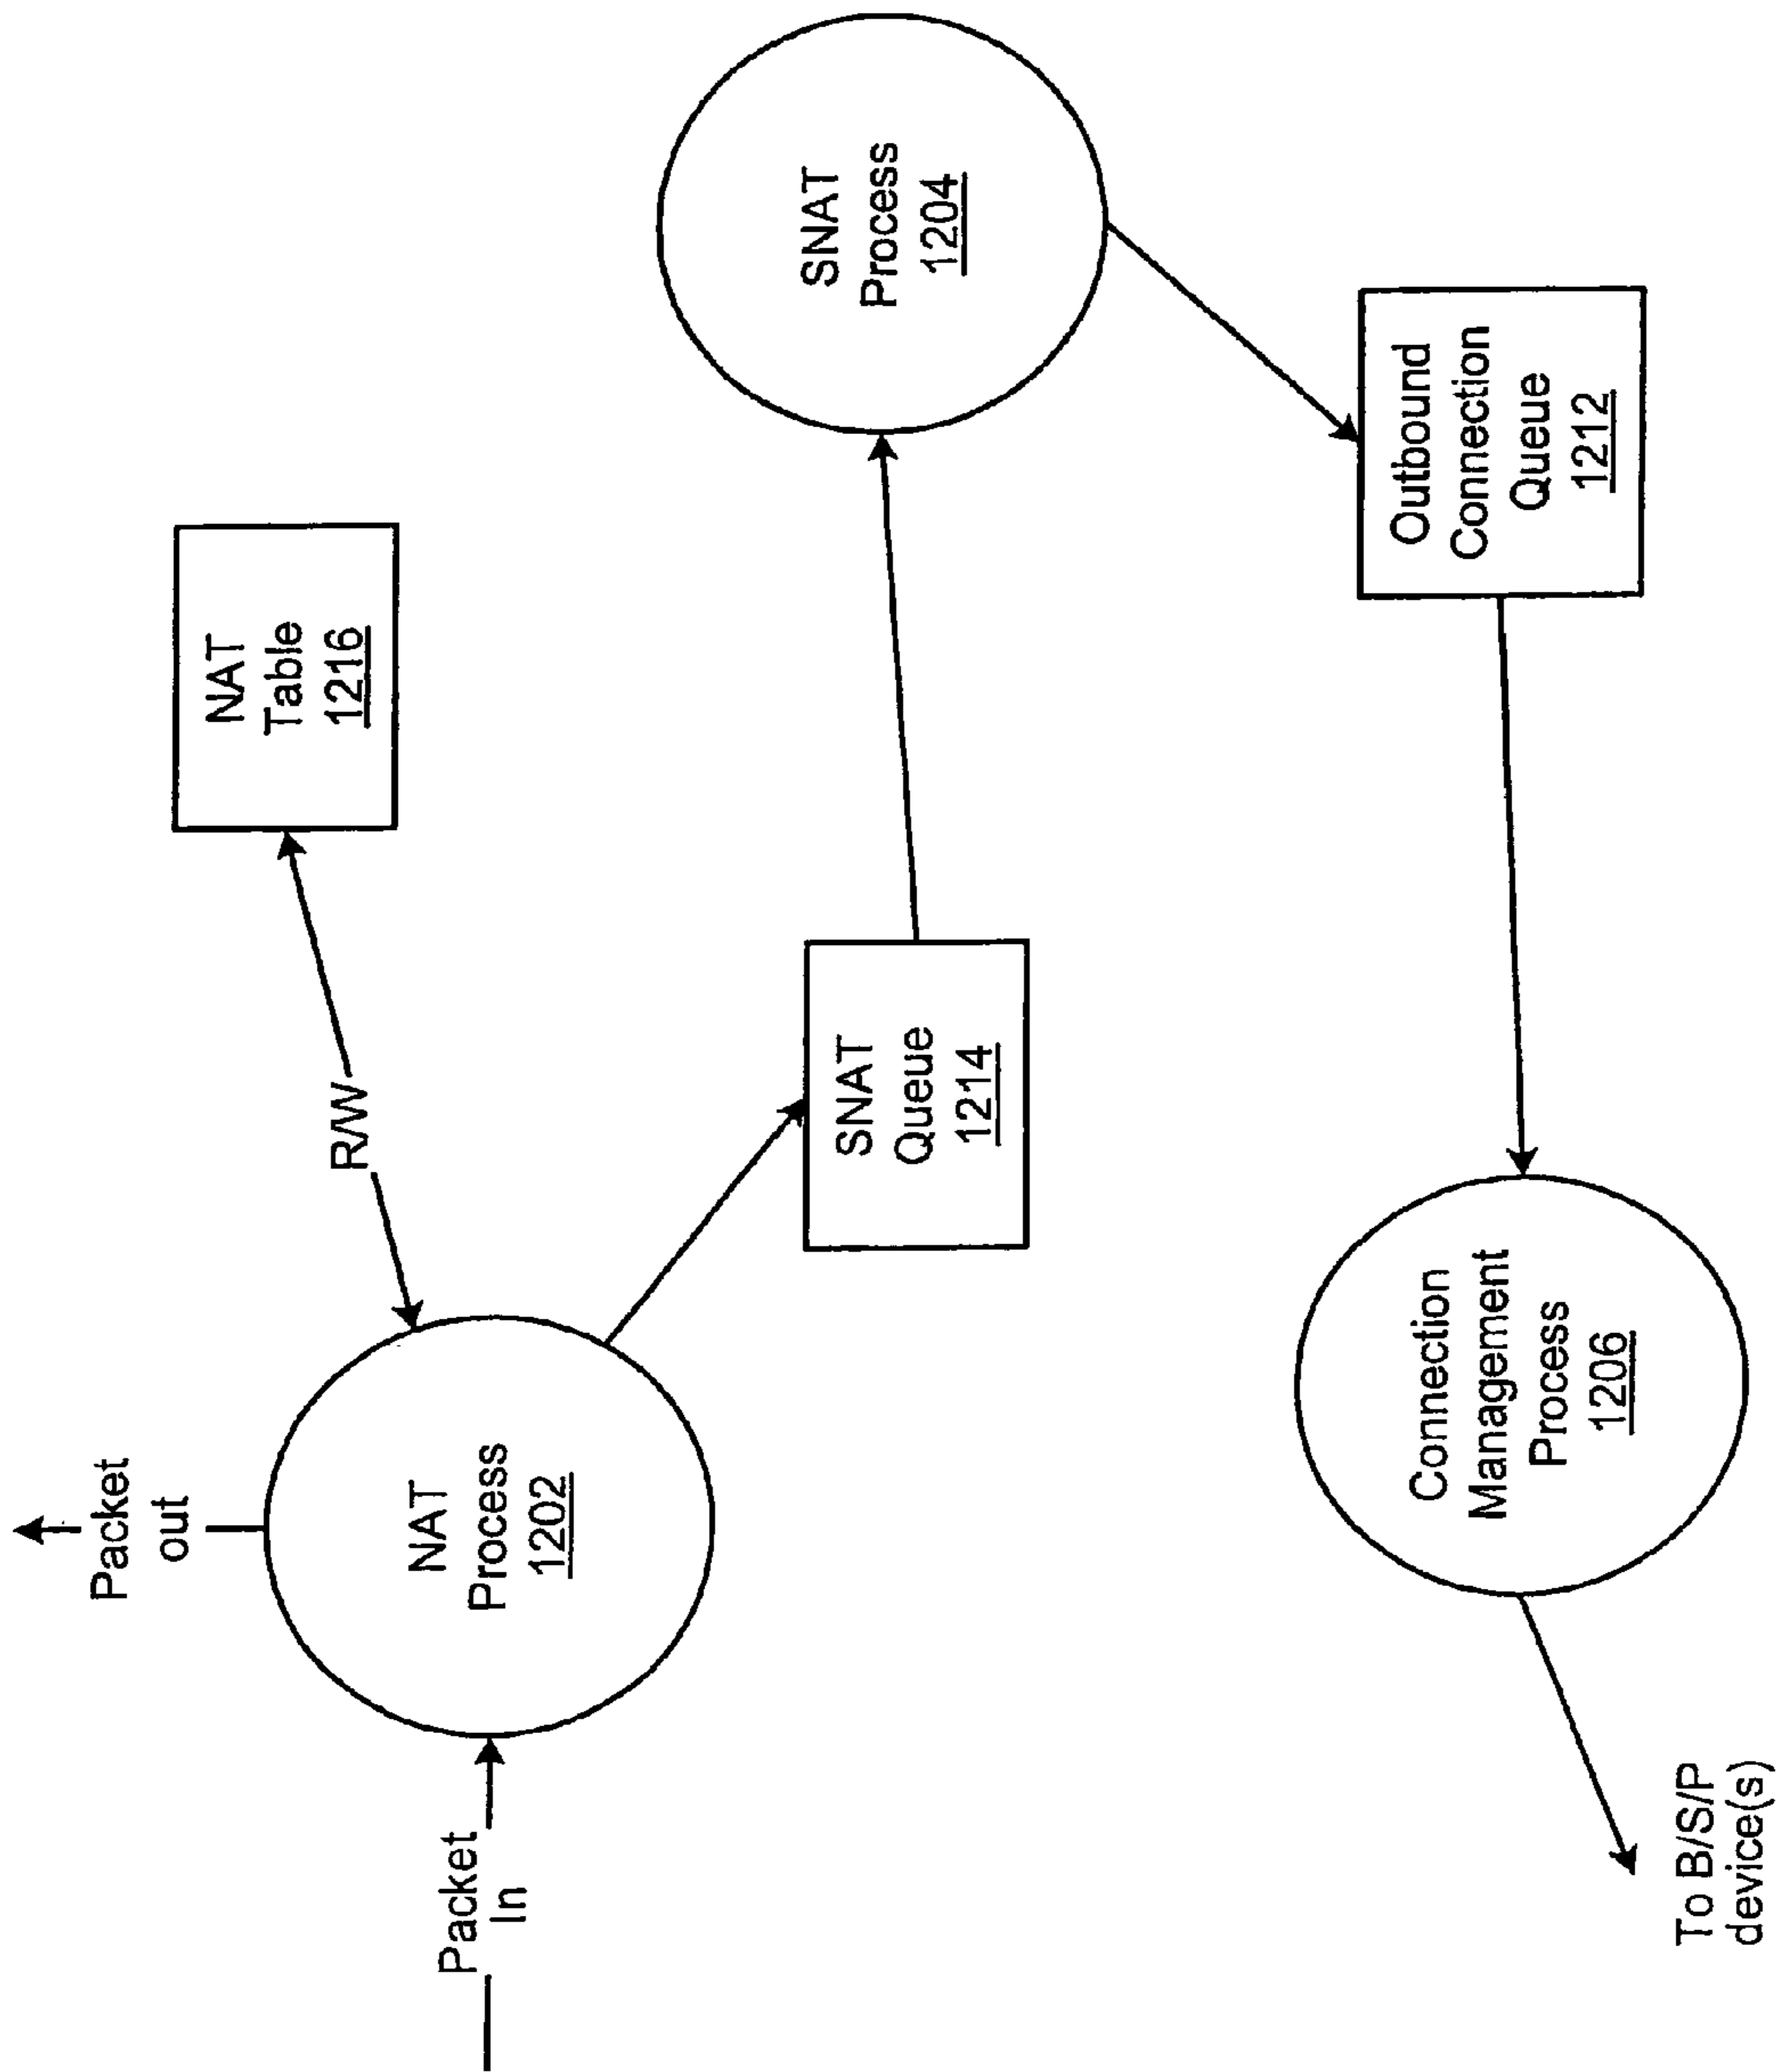 Packet
In
Packet
out
NAT
Process
1202
R/W
NAT
Table
1216
SNAT
Queue
1214
SNAT
Process
1204
Outbound
Connection
Queue
1212
Connection
Management
Process
1206
To B/S/P
device(s)